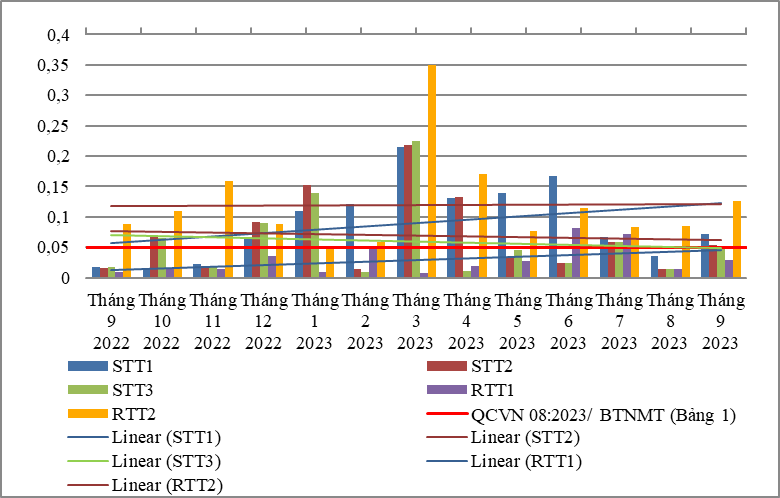 0,4
0,35
0,3
0,25
0,2
0,15
0,1
0,05
0
Tháng Tháng Tháng Tháng Tháng Tháng Tháng Tháng Tháng Tháng Tháng Tháng Tháng
9 10 11 12 1 2 3 4 5 6 7 8 9
2022 2022 2022 2022 2023 2023 2023 2023 2023 2023 2023 2023 2023
STT1 STT2
STT3 RTT1
RTT2 QCVN 08:2023/ BTNMT (Bảng 1)
Linear (STT1) Linear (STT2)
Linear (STT3) Linear (RTT1)
Linear (RTT2)